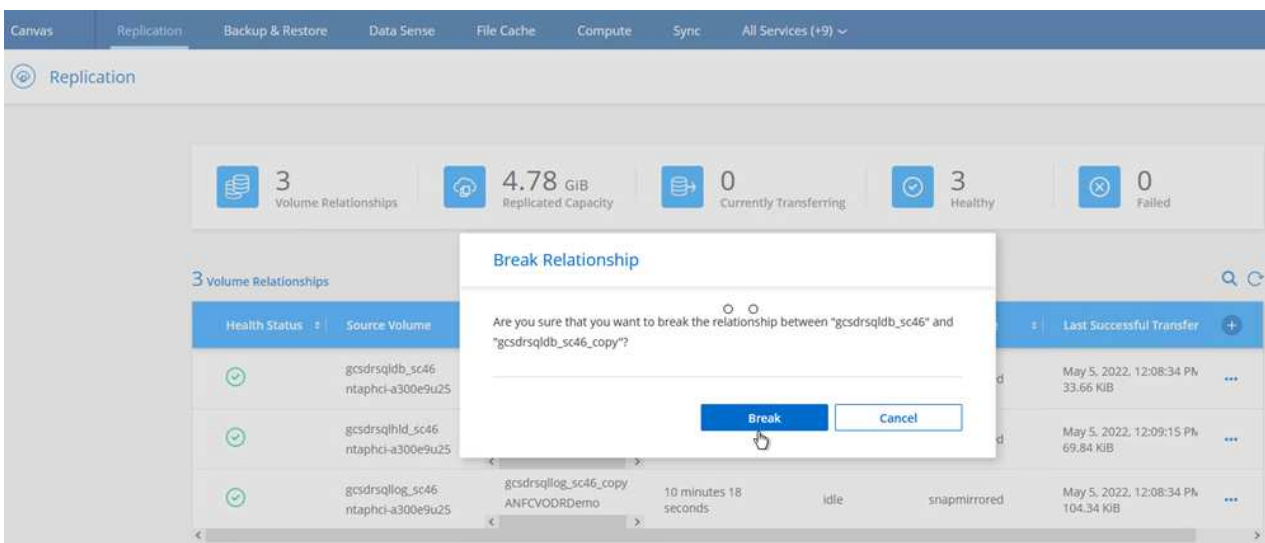 Canvas Replication Backup & Restore Data Sense File Cache Compute Sync All Services (+9)
Replication
3 4.78 GiB 0 3 0
Volume Relationships Replicated Capacity Currently Transferring Healthy Failed
3 Volume Relationships
Break Relationship
Are you sure that you want to break the relationship between "gcsdrsqldb_sc46" and
"gcsdrsqldb_sc46_copy"?
Break Cancel
Health Status Source Volume Last Successful Transfer
gcsdrsqldb_sc46 May 5, 2022, 12:08:34 PM
ntaphci-a300e9u25 d 33.66 KiB
gcsdrsqlhld_sc46 May 5, 2022, 12:09:15 PM
ntaphci-a300e9u25 d 69.84 KiB
gcsdrsqllog_sc46 gcsdrsqllog_sc46_copy 10 minutes 18 idle snapmirrored May 5, 2022, 12:08:34 PM
ntaphci-a300e9u25 ANFCVODRDemo seconds 104.34 KiB